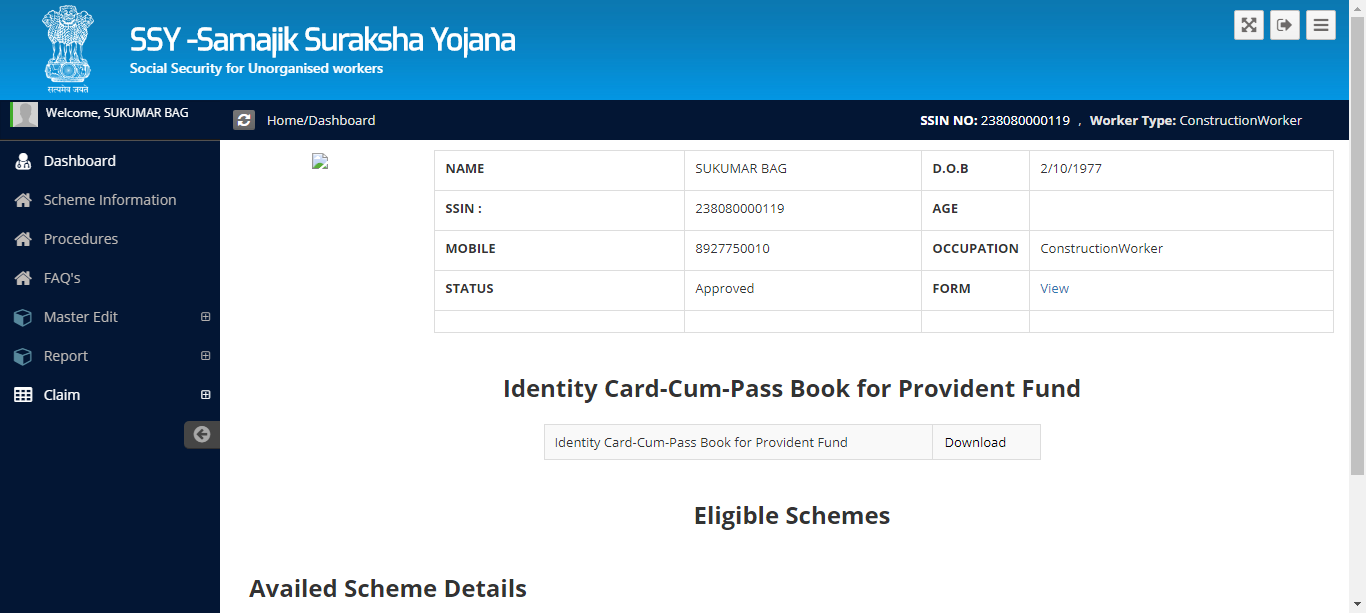 सत्यमेव जयते
SSY -Samajik Suraksha Yojana
Social Security for Unorganised workers
Welcome, SUKUMAR BAG
Home/Dashboard
SSIN NO: 238080000119 , Worker Type: ConstructionWorker
Dashboard
Scheme Information
Procedures
FAQ's
Master Edit
Report
Claim
NAME SUKUMAR BAG D.O.B 2/10/1977
SSIN : 238080000119 AGE
MOBILE 8927750010 OCCUPATION ConstructionWorker
STATUS Approved FORM View
Identity Card-Cum-Pass Book for Provident Fund
Identity Card-Cum-Pass Book for Provident Fund Download
Eligible Schemes
Availed Scheme Details